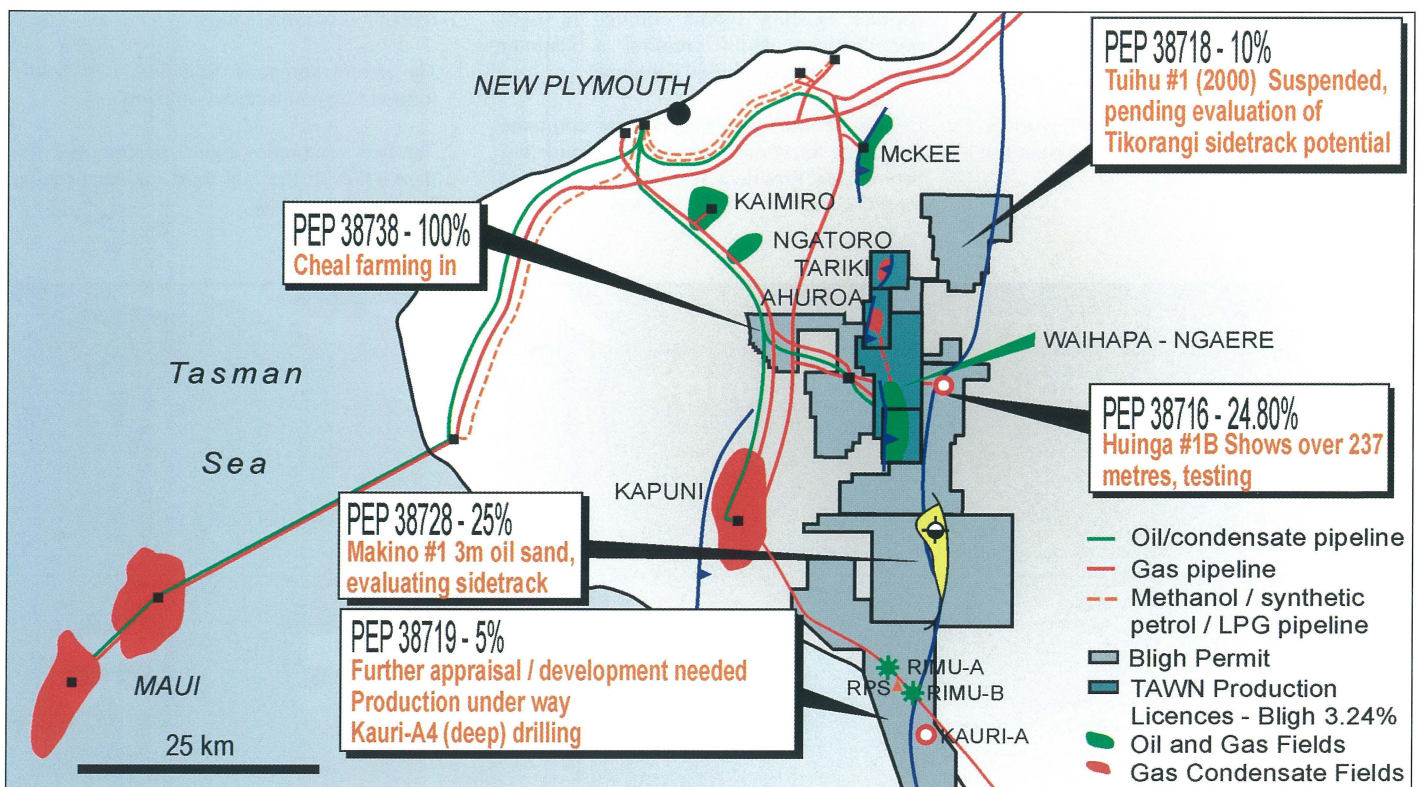 PEP 38718 - 10%
Tuihu #1 (2000) Suspended,
pending evaluation of
Tikorangi sidetrack potential
NEW PLYMOUTH
McKEE
KAIMIRO
PEP 38738 - 100%
Cheal farming in
NGATORO
TARIKI
AHUROA
WAIHAPA - NGAERE
Tasman
Sea
PEP 38716 - 24.80%
Huinga #1B Shows over 237
metres, testing
KAPUNI
PEP 38728 - 25%
Makino #1 3m oil sand,
evaluating sidetrack
PEP 38719 - 5%
Further appraisal / development needed
Production under way
Kauri-A4 (deep) drilling
MAUI
25 km
RIMU-A
RPS
RIMU-B
KAURI-A
Oil/condensate pipeline
Gas pipeline
Methanol / synthetic
petrol / LPG pipeline
Bligh Permit
TAWN Production
Licences - Bligh 3.24%
Oil and Gas Fields
Gas Condensate Fields